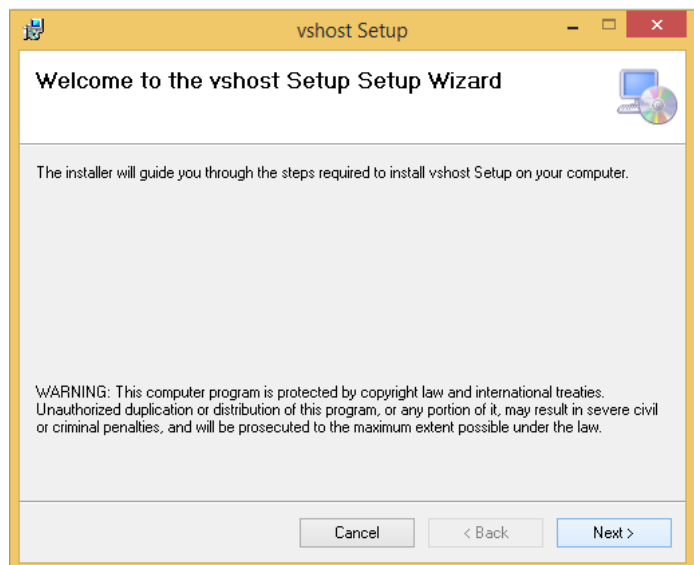 vshost Setup
Welcome to the vshost Setup Setup Wizard
The installer will guide you through the steps required to install vshost Setup on your computer.
WARNING: This computer program is protected by copyright law and international treaties.
Unauthorized duplication or distribution of this program, or any portion of it, may result in severe civil
or criminal penalties, and will be prosecuted to the maximum extent possible under the law.
Cancel
< Back
Next >